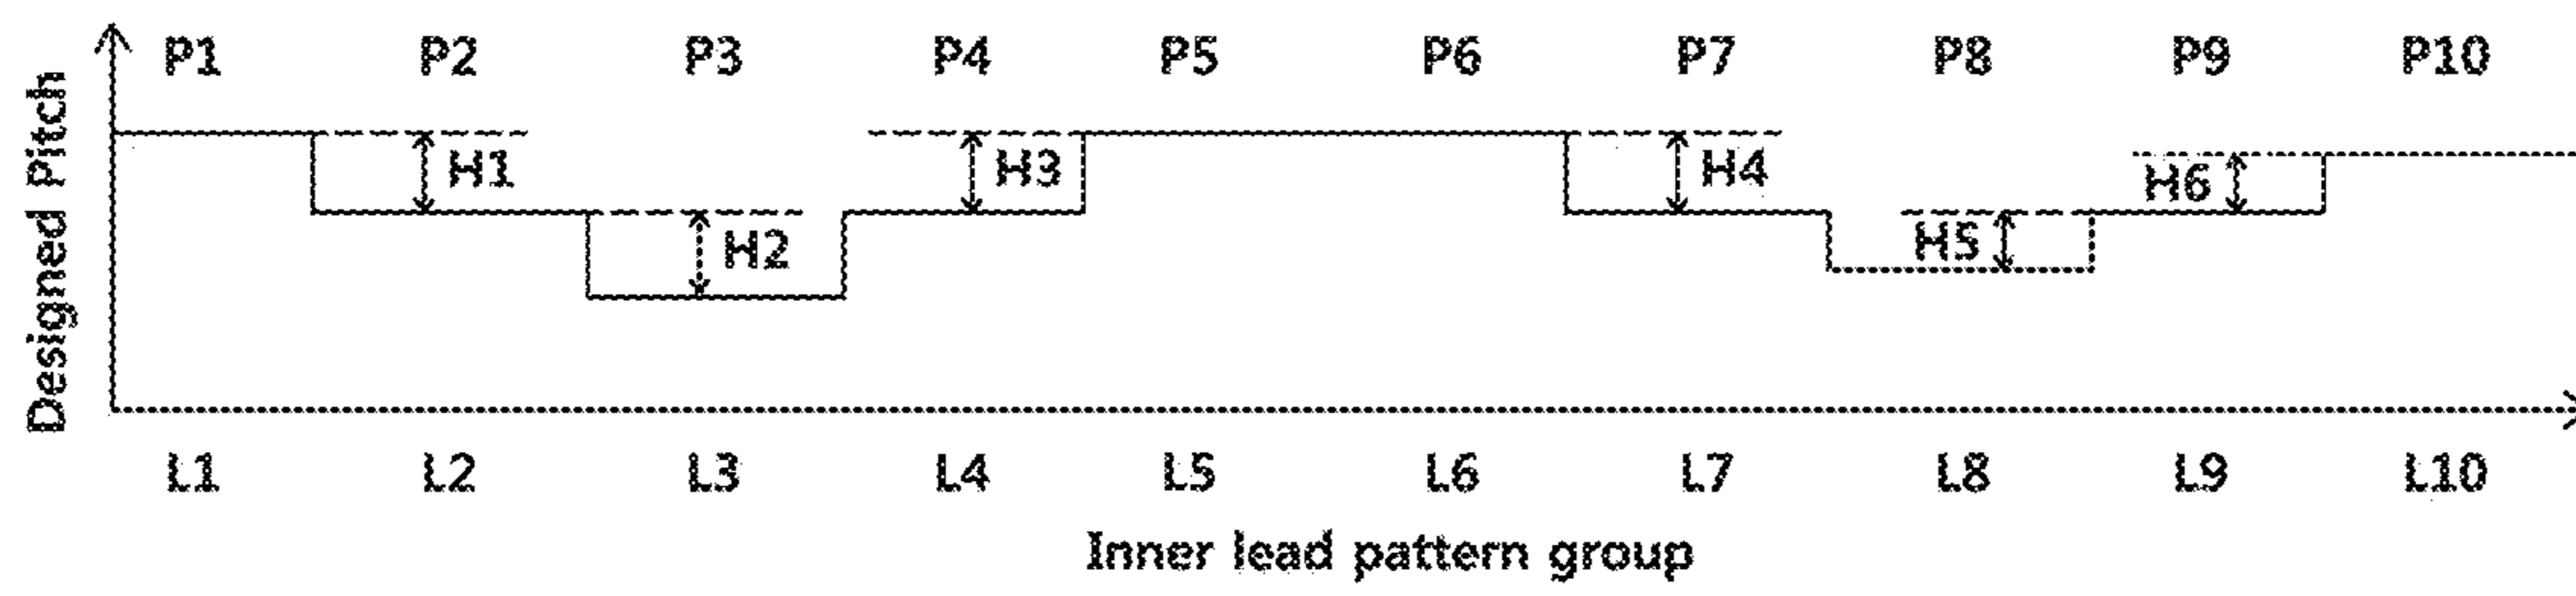 P1 P2 P3 P4 P5 P6 P7 P8 P9 P10
Designed Pitch
H1 H3 H4 H6
H2 H5
L1 L2 L3 L4 L5 L6 L7 L8 L9 L10
Inner lead pattern group